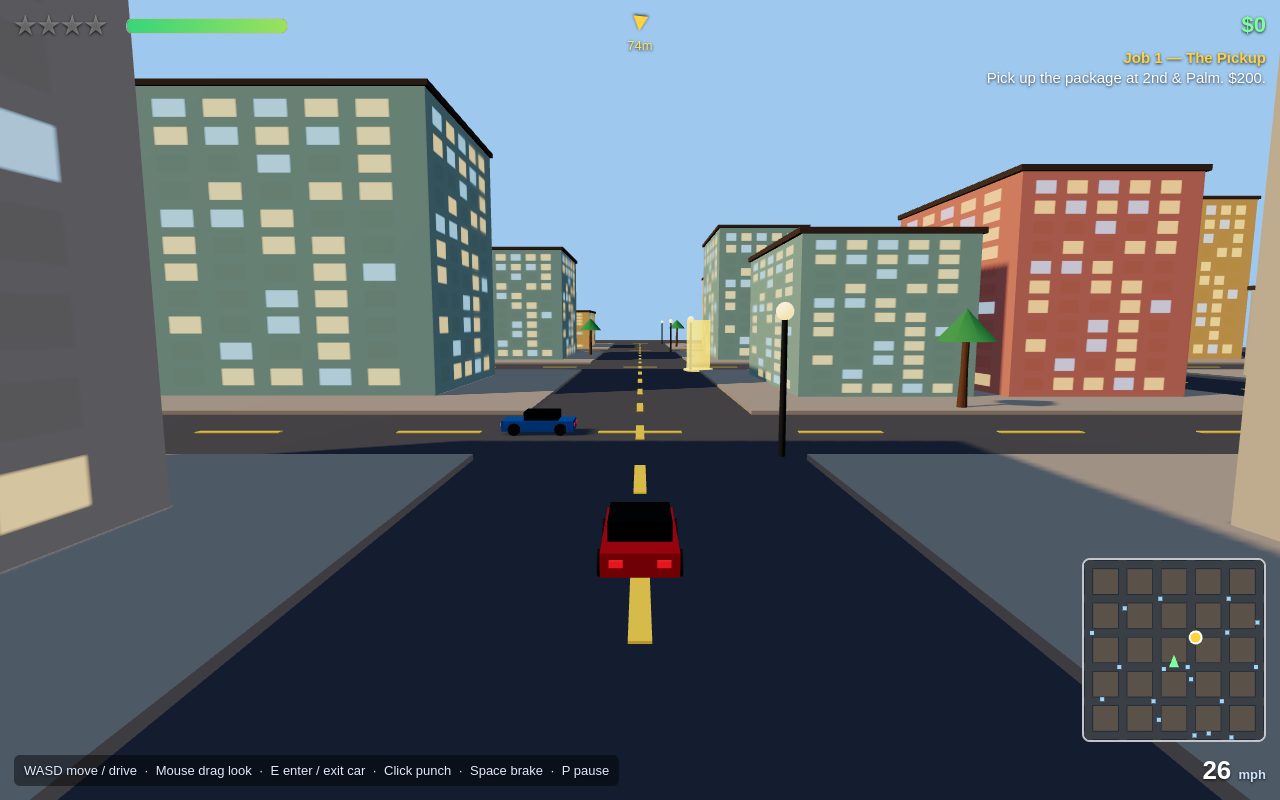 74m
$0
Job 1 — The Pickup
Pick up the package at 2nd & Palm. $200.
WASD move / drive · Mouse drag look · E enter / exit car · Click punch · Space brake · P pause
26 mph